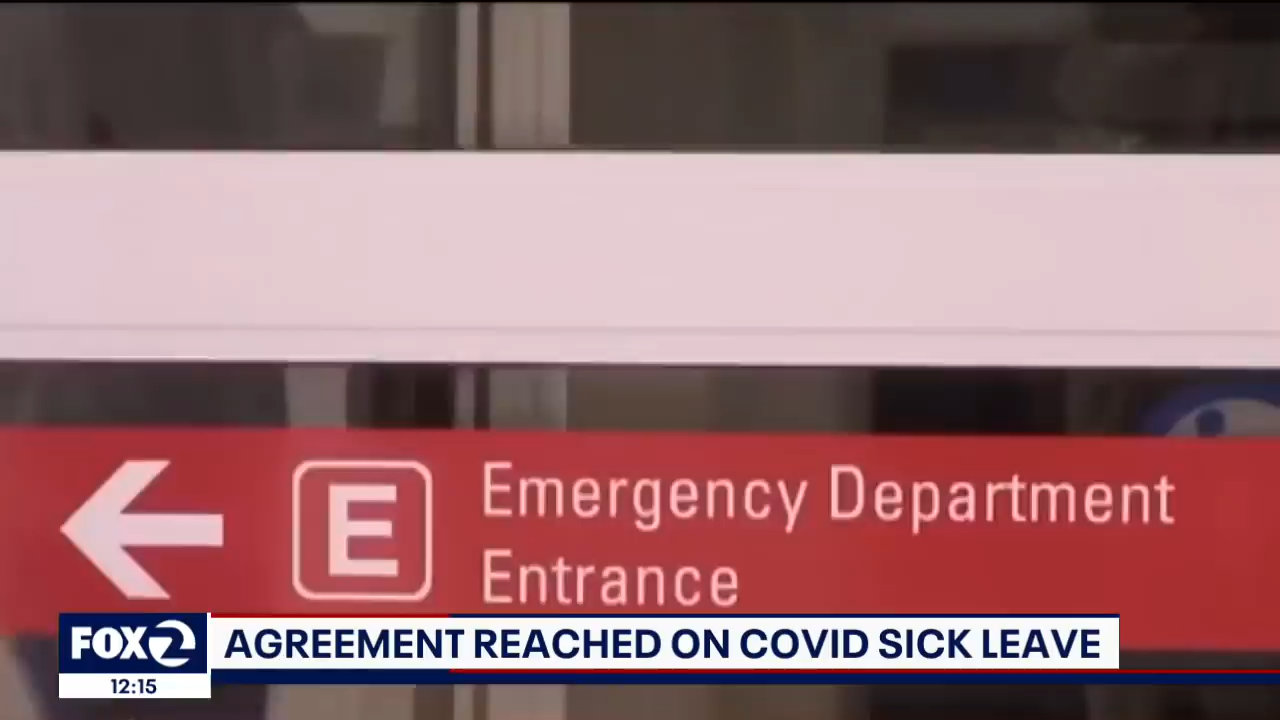 E
Emergency Department
Entrance
FOX 2
AGREEMENT REACHED ON COVID SICK LEAVE
12:15